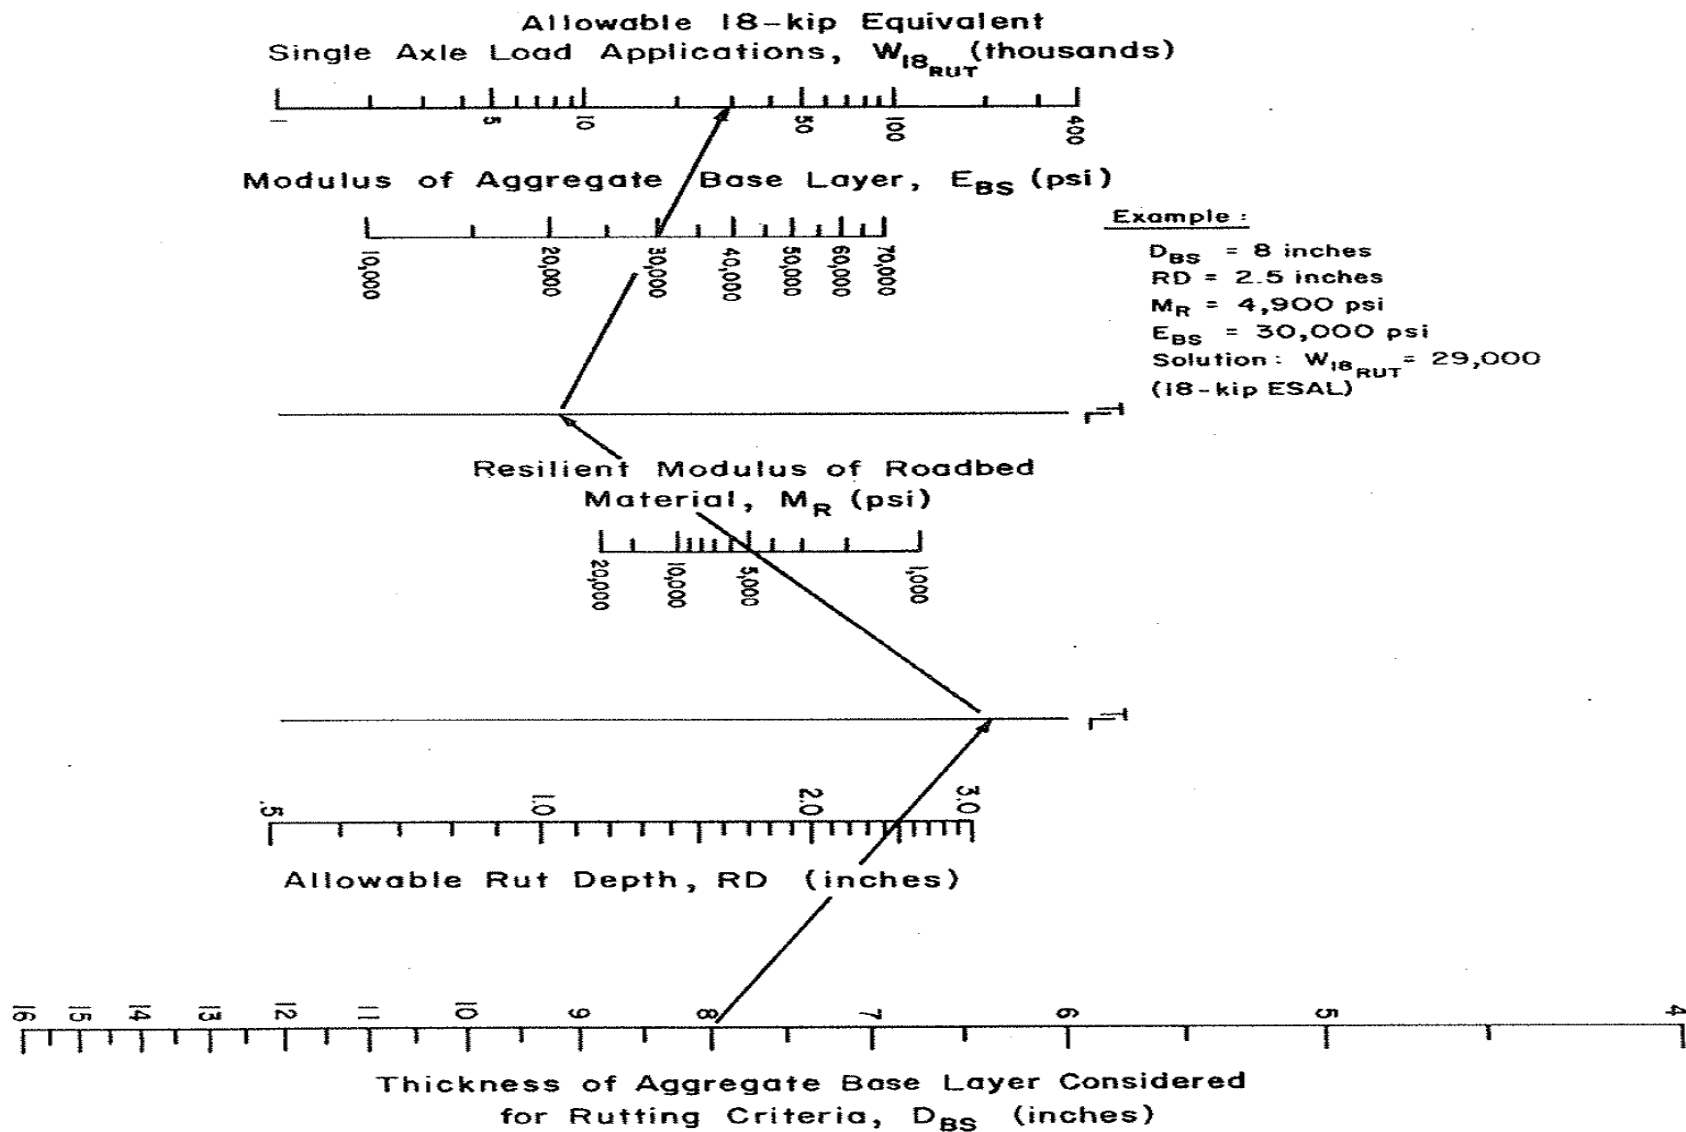 Allowable 18-kip Equivalent
Single Axle Load Applications, W18RUT (thousands)
1 5 10 50 100 400
Modulus of Aggregate Base Layer, EBS (psi)
10,000 20,000 30,000 40,000 50,000 60,000 70,000
Example :
DBS = 8 inches
RD = 2.5 inches
MR = 4,900 psi
EBS = 30,000 psi
Solution : W18RUT = 29,000
(18-kip ESAL)
TL
Resilient Modulus of Roadbed
Material, MR (psi)
20,000 10,000 5,000 1,000
TL
.5 1.0 2.0 3.0
Allowable Rut Depth, RD (inches)
16 15 14 13 12 11 10 9 8 7 6 5 4
Thickness of Aggregate Base Layer Considered
for Rutting Criteria, DBS (inches)